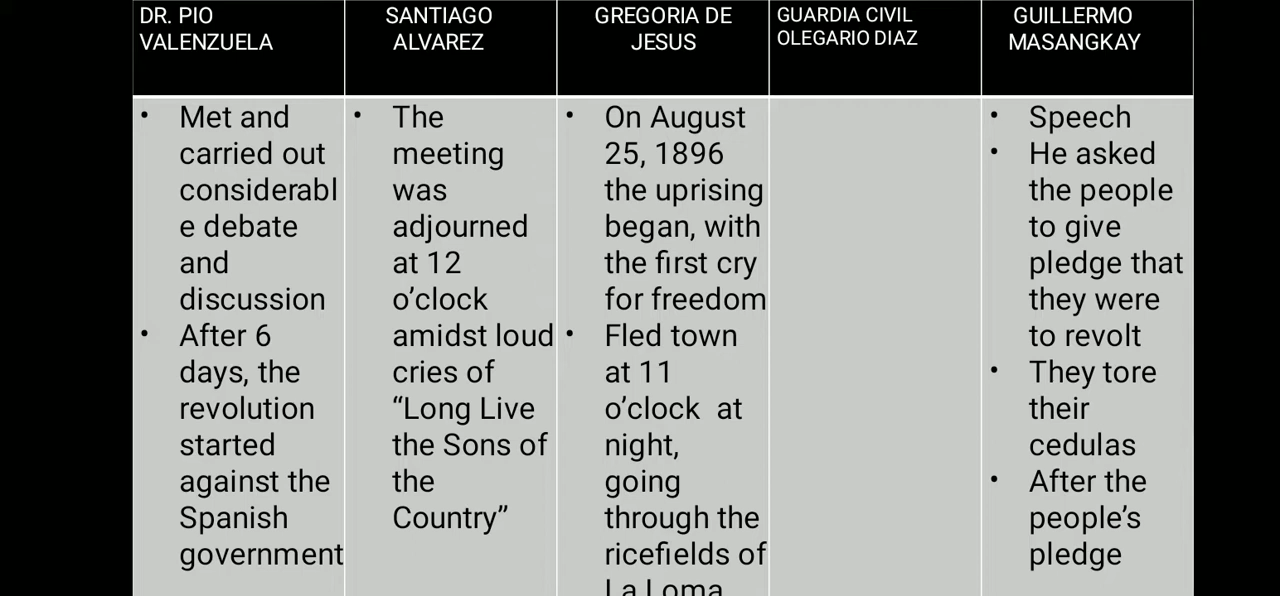 DR. PIO
VALENZUELA
SANTIAGO
ALVAREZ
GREGORIA DE
JESUS
GUARDIA CIVIL
OLEGARIO DIAZ
GUILLERMO
MASANGKAY
• Met and
carried out
considerabl
e debate
and
discussion
• After 6
days, the
revolution
started
against the
Spanish
government
• The
meeting
was
adjourned
at 12
o’clock
amidst loud
cries of
“Long Live
the Sons of
the
Country”
• On August
25, 1896
the uprising
began, with
the first cry
for freedom
• Fled town
at 11
o’clock at
night,
going
through the
ricefields of
La Loma
• Speech
• He asked
the people
to give
pledge that
they were
to revolt
• They tore
their
cedulas
• After the
people’s
pledge